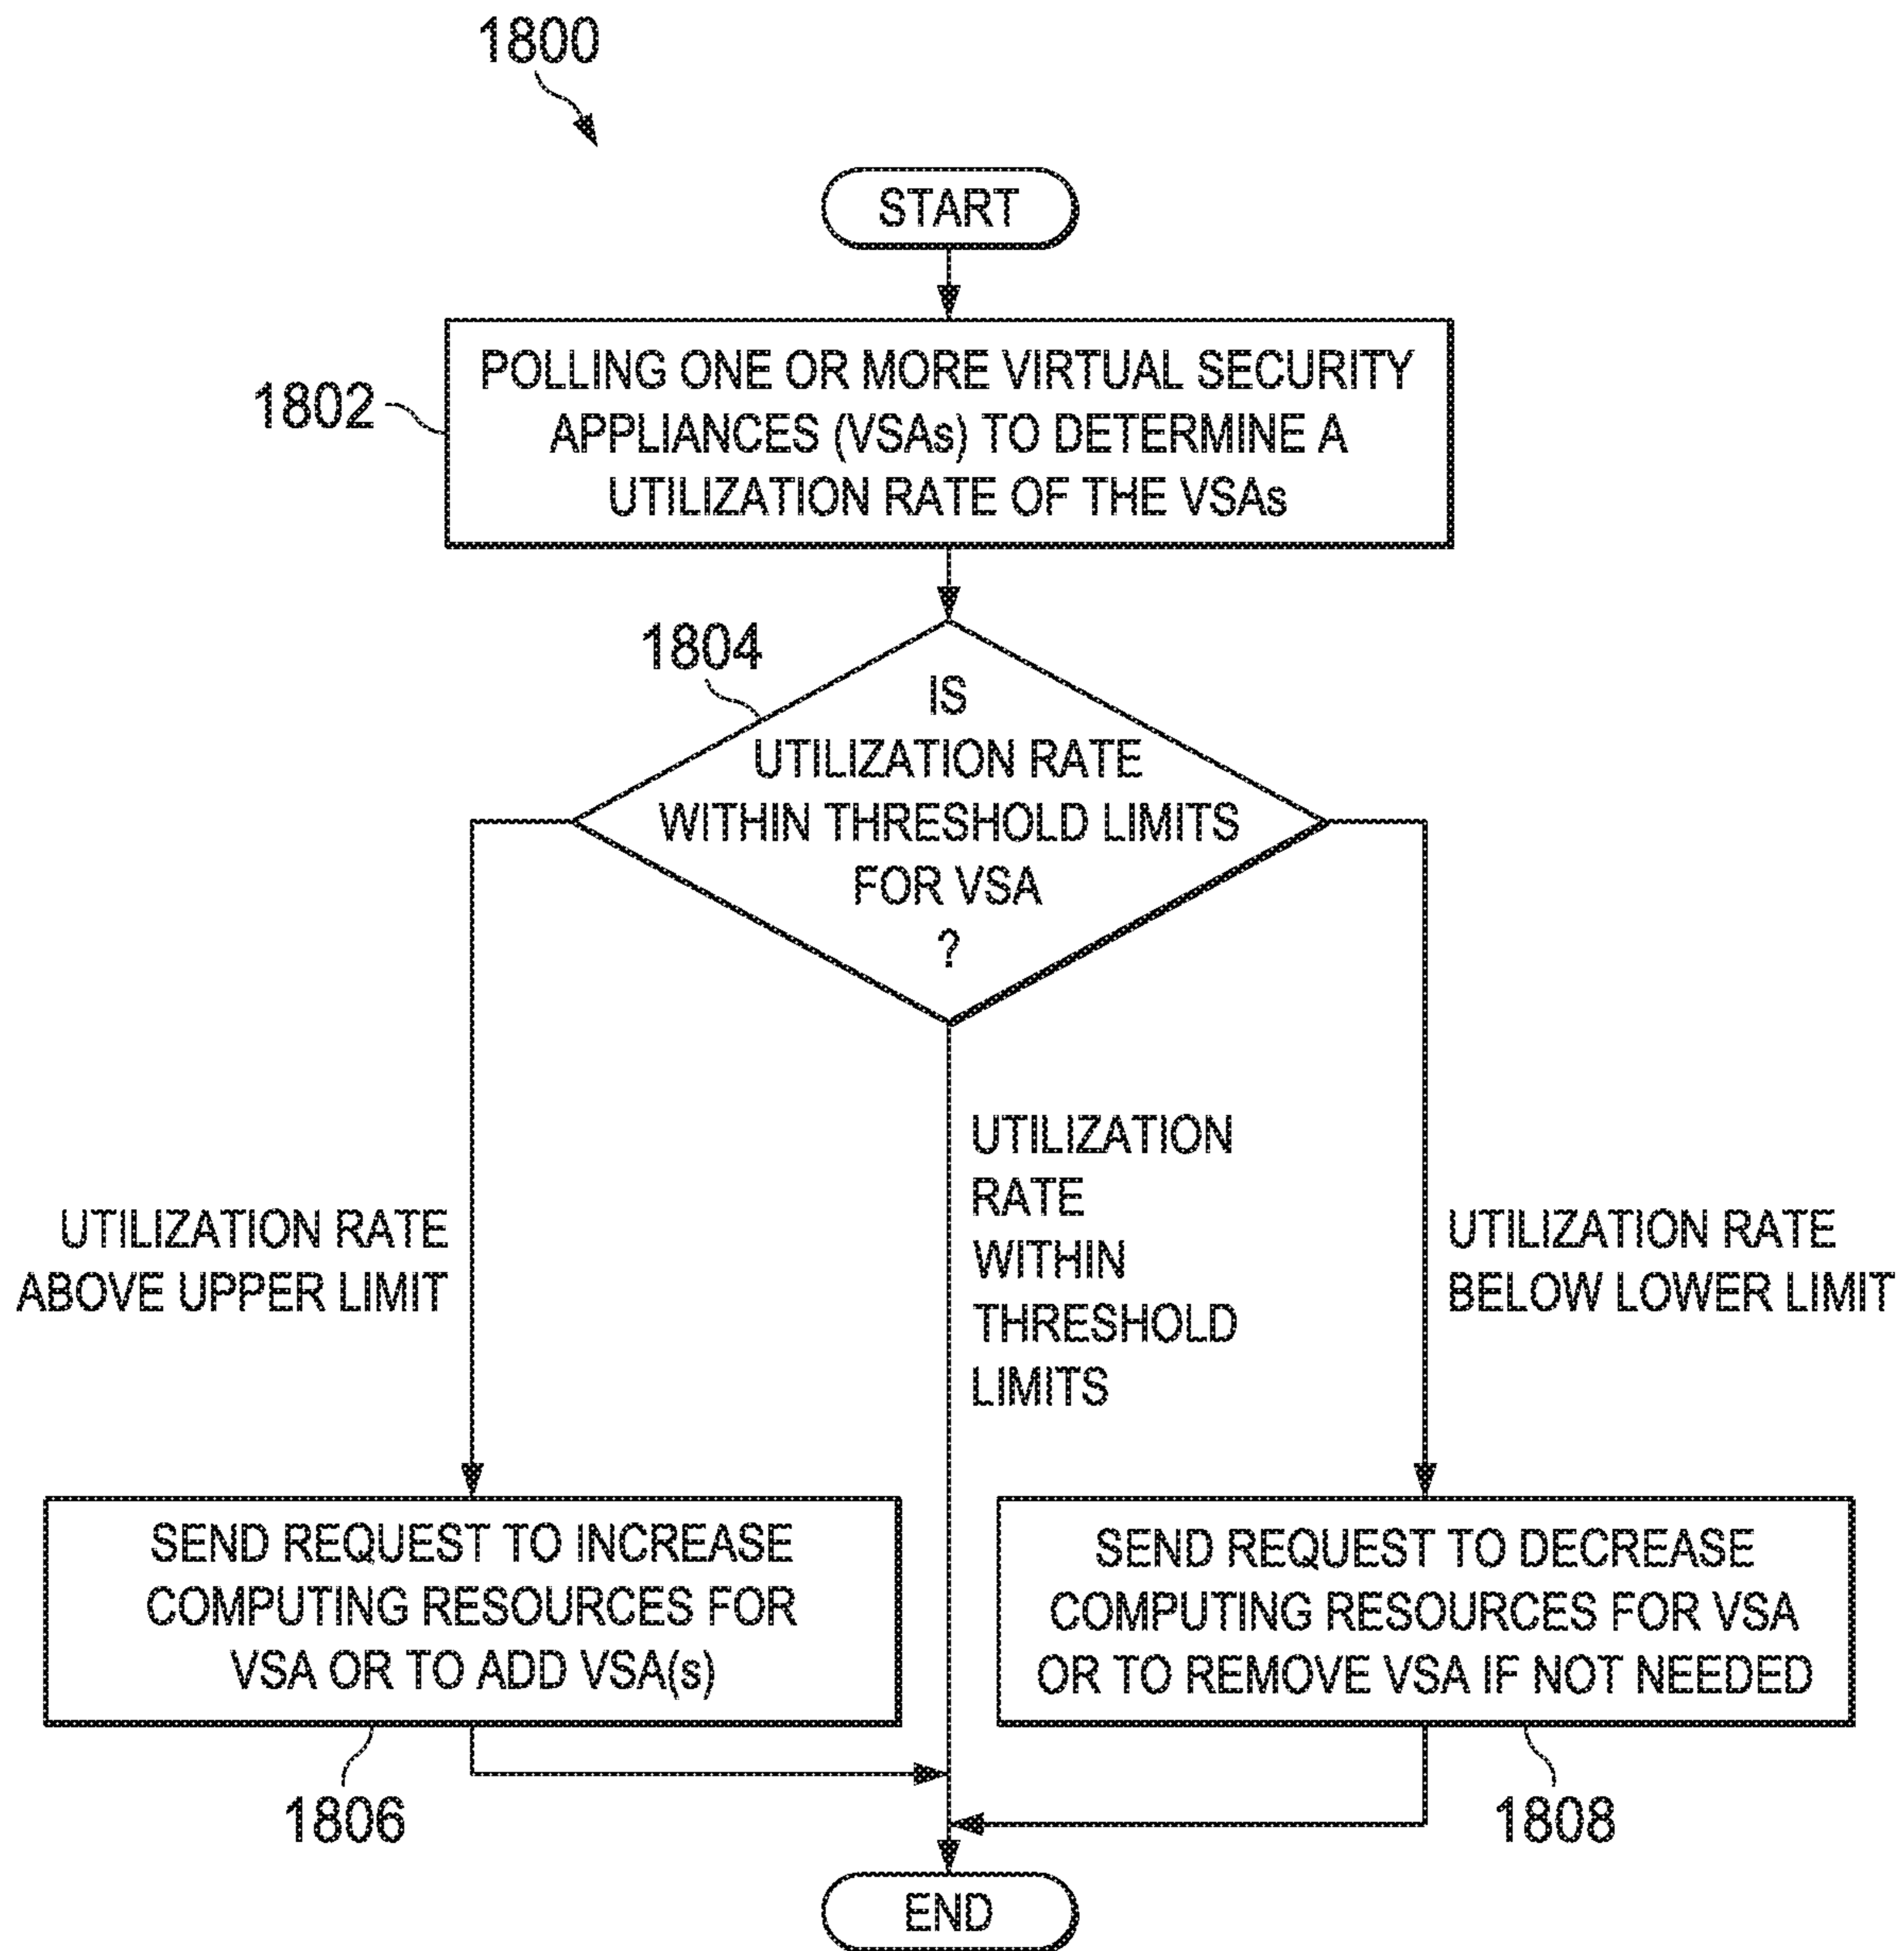 1800
START
1802
POLLING ONE OR MORE VIRTUAL SECURITY
APPLIANCES (VSAs) TO DETERMINE A
UTILIZATION RATE OF THE VSAs
1804
IS
UTILIZATION RATE
WITHIN THRESHOLD LIMITS
FOR VSA
?
UTILIZATION RATE
ABOVE UPPER LIMIT
UTILIZATION
RATE
WITHIN
THRESHOLD
LIMITS
UTILIZATION RATE
BELOW LOWER LIMIT
SEND REQUEST TO INCREASE
COMPUTING RESOURCES FOR
VSA OR TO ADD VSA(s)
1806
SEND REQUEST TO DECREASE
COMPUTING RESOURCES FOR VSA
OR TO REMOVE VSA IF NOT NEEDED
1808
END